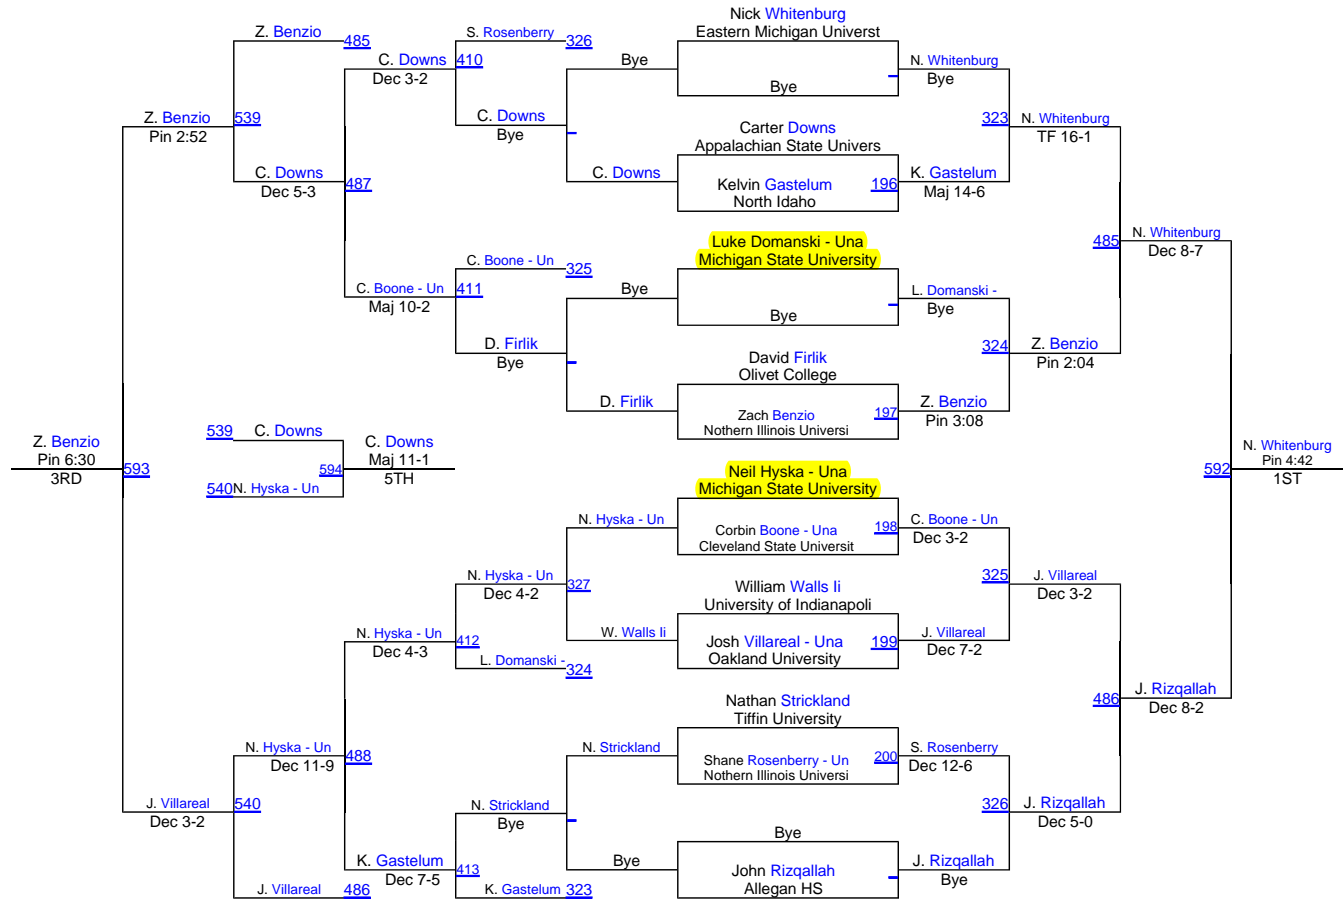 Nick Whitenburg
Eastern Michigan Universt
Z. Benzio
485
S. Rosenberry
326
C. Downs
410
Dec 3-2
Bye
N. Whitenburg
Bye
Bye
Z. Benzio
539
Pin 2:52
C. Downs
Bye
Carter Downs
Appalachian State Univers
323
N. Whitenburg
TF 16-1
C. Downs
487
Dec 5-3
C. Downs
Kelvin Gastelum
196
North Idaho
K. Gastelum
Maj 14-6
Luke Domanski - Una
Michigan State University
485
N. Whitenburg
Dec 8-7
C. Boone - Un
325
C. Boone - Un
411
Maj 10-2
Bye
L. Domanski -
Bye
Bye
D. Firlik
Bye
David Firlik
Olivet College
324
Z. Benzio
Pin 2:04
D. Firlik
Zach Benzio
197
Nothern Illinois Universi
Z. Benzio
Pin 3:08
539
C. Downs
Z. Benzio
Pin 6:30
3RD
593
594
C. Downs
Maj 11-1
5TH
540
N. Hyska - Un
Neil Hyska - Una
Michigan State University
592
N. Whitenburg
Pin 4:42
1ST
N. Hyska - Un
Corbin Boone - Una
198
Cleveland State Universit
C. Boone - Un
Dec 3-2
N. Hyska - Un
327
Dec 4-2
William Walls Ii
University of Indianapoli
325
J. Villareal
Dec 3-2
N. Hyska - Un
412
Dec 4-3
W. Walls Ii
Josh Villareal - Una
199
Oakland University
J. Villareal
Dec 7-2
L. Domanski -
324
Nathan Strickland
Tiffin University
486
J. Rizqallah
Dec 8-2
N. Hyska - Un
488
Dec 11-9
N. Strickland
Shane Rosenberry - Un
200
Nothern Illinois Universi
S. Rosenberry
Dec 12-6
J. Villareal
540
Dec 3-2
N. Strickland
Bye
Bye
326
J. Rizqallah
Dec 5-0
K. Gastelum
413
Dec 7-5
Bye
John Rizqallah
Allegan HS
J. Rizqallah
Bye
J. Villareal
486
K. Gastelum
323